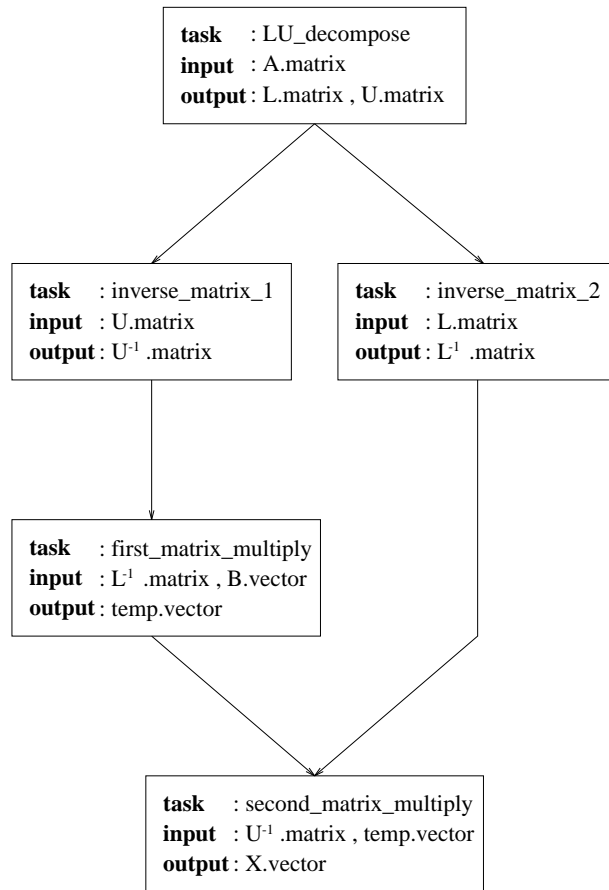 task : LU_decompose
input : A.matrix
output : L.matrix , U.matrix
task : inverse_matrix_1
input : U.matrix
output : U⁻¹ .matrix
task : inverse_matrix_2
input : L.matrix
output : L⁻¹ .matrix
task : first_matrix_multiply
input : L⁻¹ .matrix , B.vector
output : temp.vector
task : second_matrix_multiply
input : U⁻¹ .matrix , temp.vector
output : X.vector